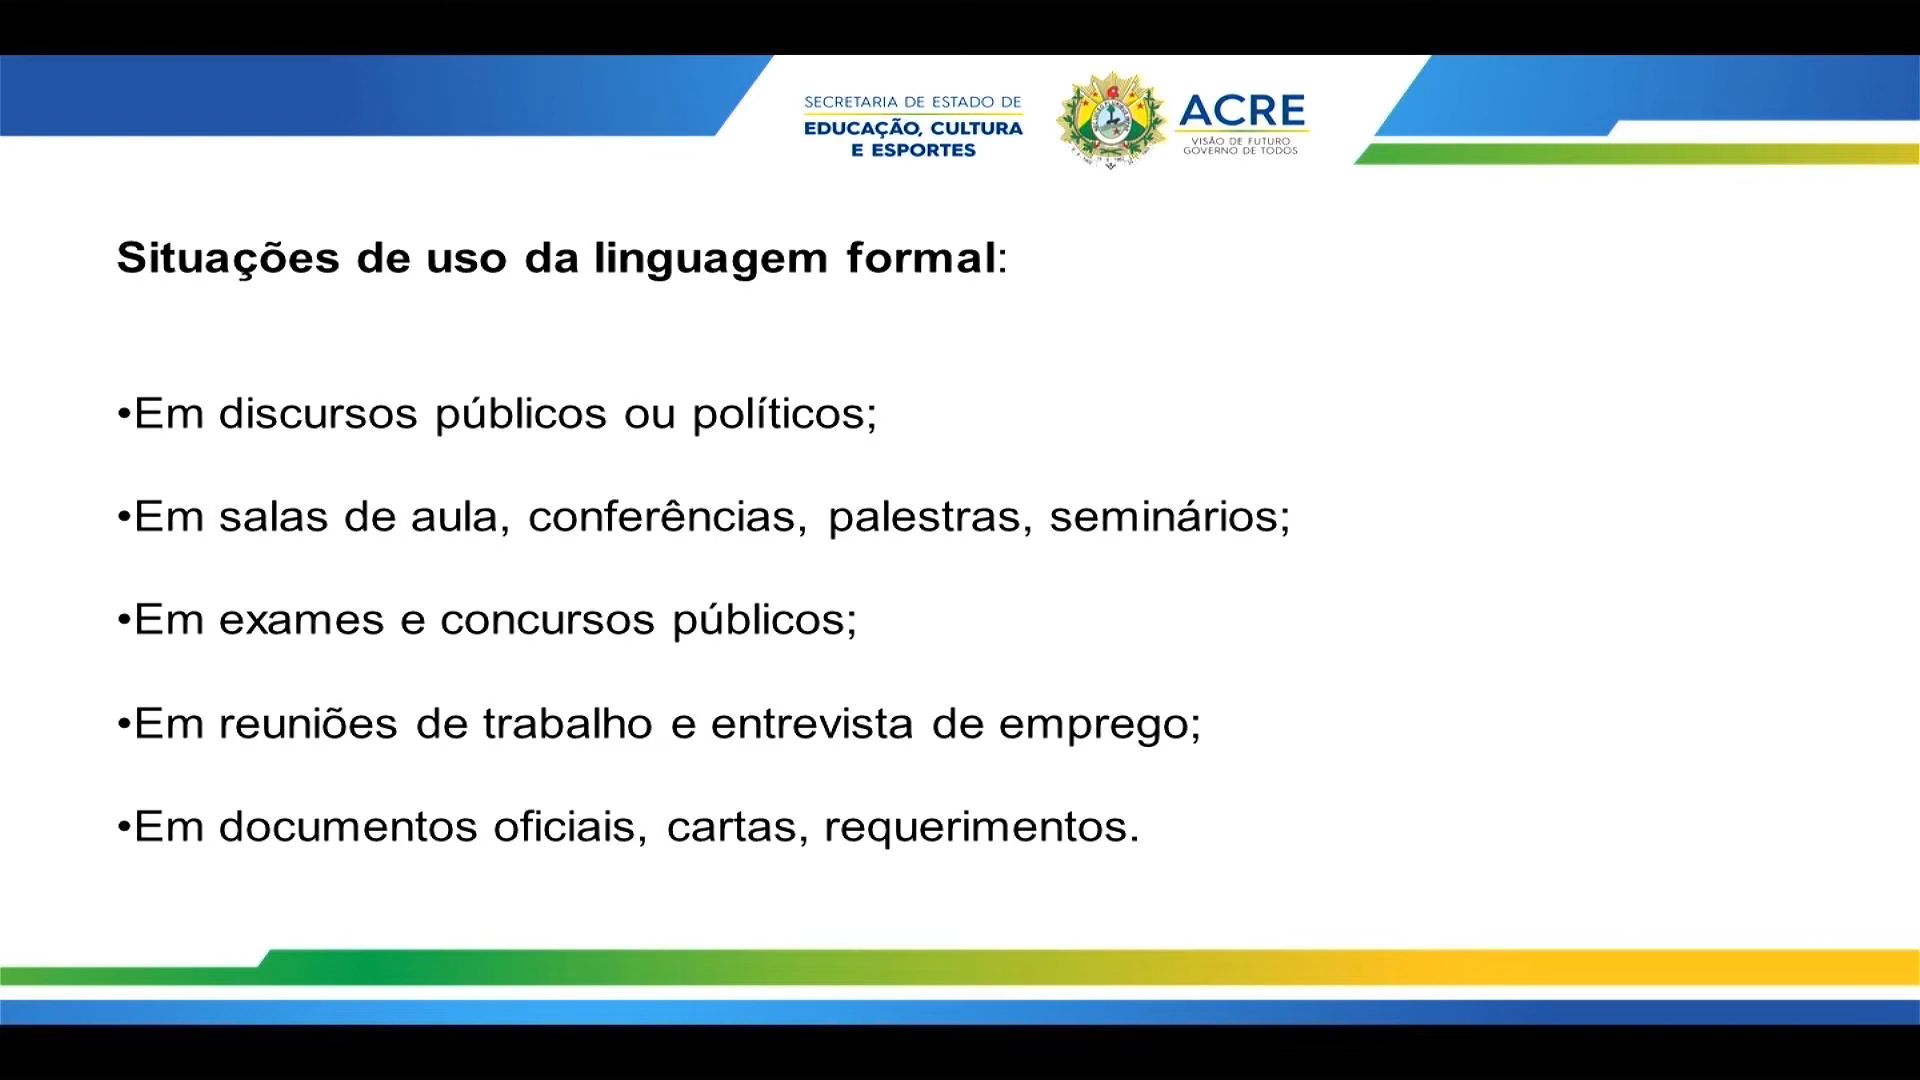 SECRETARIA DE ESTADO DE
EDUCAÇÃO, CULTURA
E ESPORTES
ACRE
VISÃO DE FUTURO
GOVERNO DE TODOS
Situações de uso da linguagem formal:
•Em discursos públicos ou políticos;
•Em salas de aula, conferências, palestras, seminários;
•Em exames e concursos públicos;
•Em reuniões de trabalho e entrevista de emprego;
•Em documentos oficiais, cartas, requerimentos.